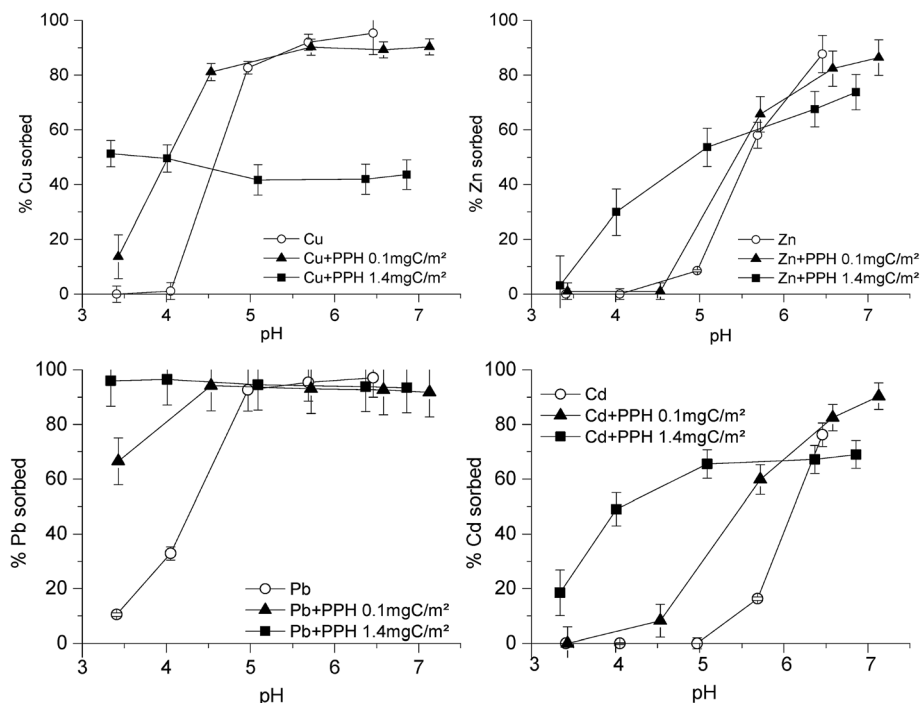 100
80
60
40
20
0
% Cu sorbed
3 4 5 6 7
pH
Cu
Cu+PPH 0.1mgC/m²
Cu+PPH 1.4mgC/m²
100
80
60
40
20
0
% Zn sorbed
3 4 5 6 7
pH
Zn
Zn+PPH 0.1mgC/m²
Zn+PPH 1.4mgC/m²
100
80
60
40
20
0
% Pb sorbed
3 4 5 6 7
pH
Pb
Pb+PPH 0.1mgC/m²
Pb+PPH 1.4mgC/m²
100
80
60
40
20
0
% Cd sorbed
3 4 5 6 7
pH
Cd
Cd+PPH 0.1mgC/m²
Cd+PPH 1.4mgC/m²